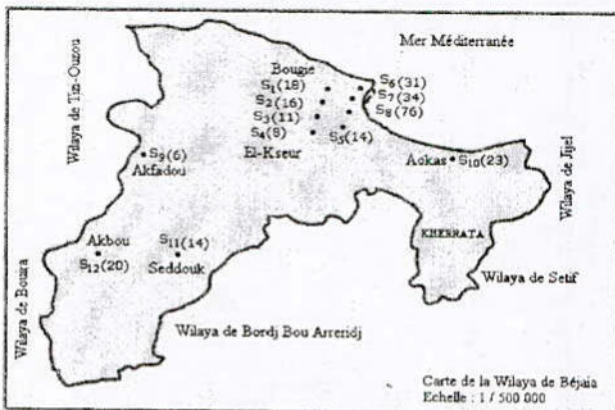 Mer Méditerranée
Wilaya de Tizi-Ouzou
Bougie
S1(18)
S2(16)
S3(11)
S4(8)
S5(14)
S6(31)
S7(34)
S8(76)
El-Kseur
S9(6)
Akfadou
Aokas
S10(23)
Wilaya de Jijel
KHERRATA
Akbou
S12(20)
S11(14)
Seddouk
Wilaya de Setif
Wilaya de Bouira
Wilaya de Bordj Bou Arreridj
Carte de la Wilaya de Béjaia
Echelle : 1 / 500 000